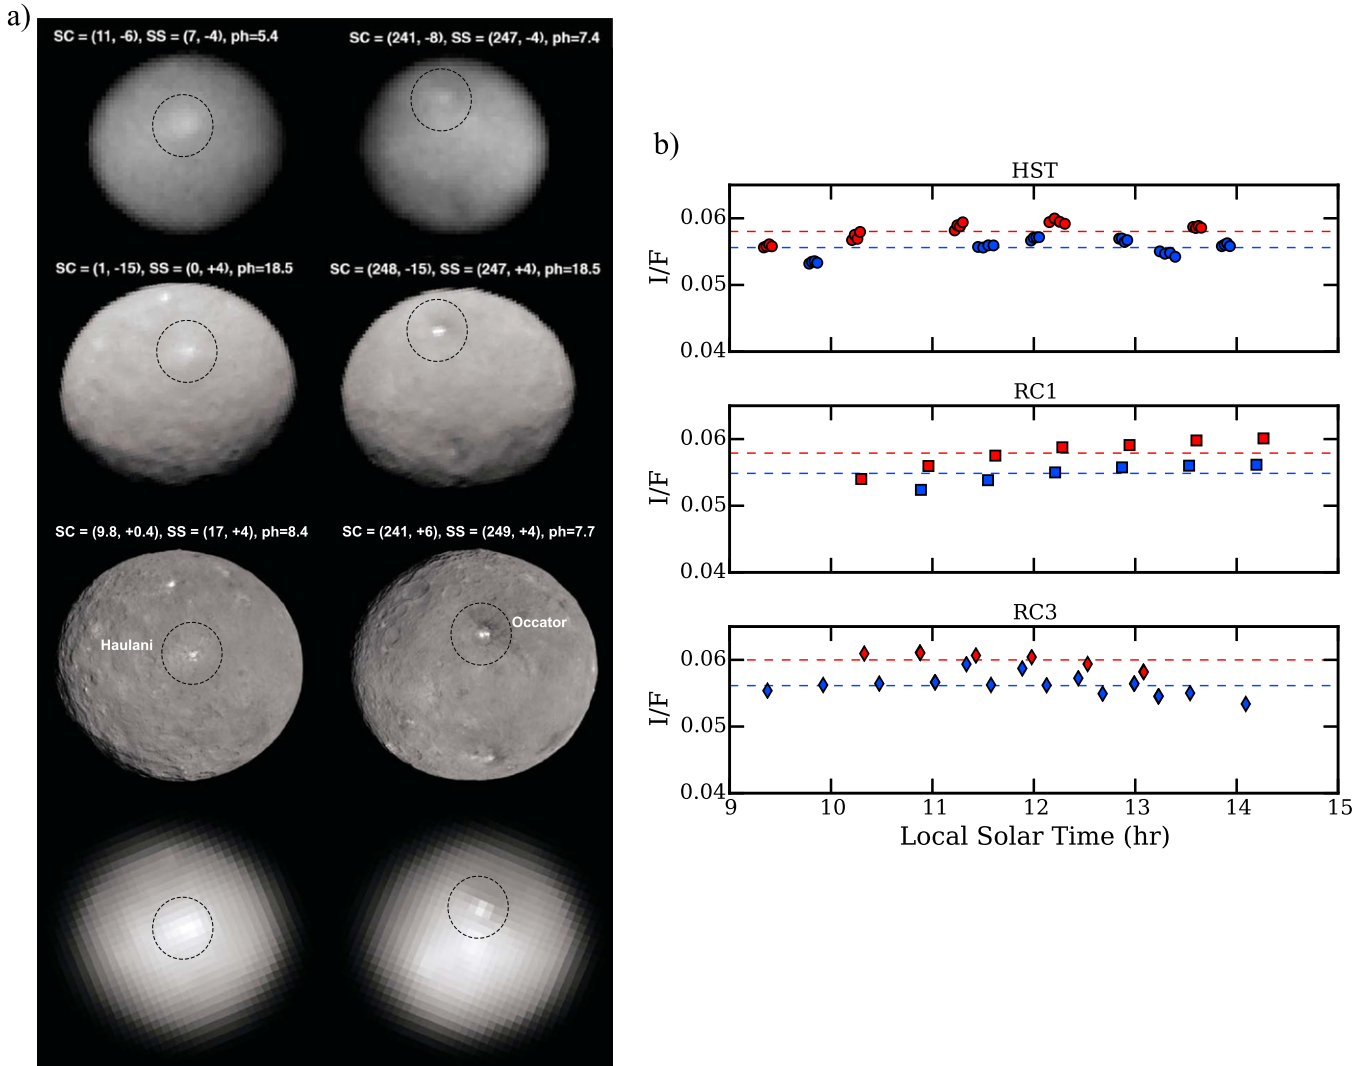 a)
SC = (11, -6), SS = (7, -4), ph=5.4
SC = (241, -8), SS = (247, -4), ph=7.4
SC = (1, -15), SS = (0, +4), ph=18.5
SC = (248, -15), SS = (247, +4), ph=18.5
SC = (9.8, +0.4), SS = (17, +4), ph=8.4
SC = (241, +6), SS = (249, +4), ph=7.7
Haulani
Occator
b)
HST
0.06
0.05
0.04
I/F
RC1
0.06
0.05
0.04
I/F
RC3
0.06
0.05
0.04
I/F
9 10 11 12 13 14 15
Local Solar Time (hr)